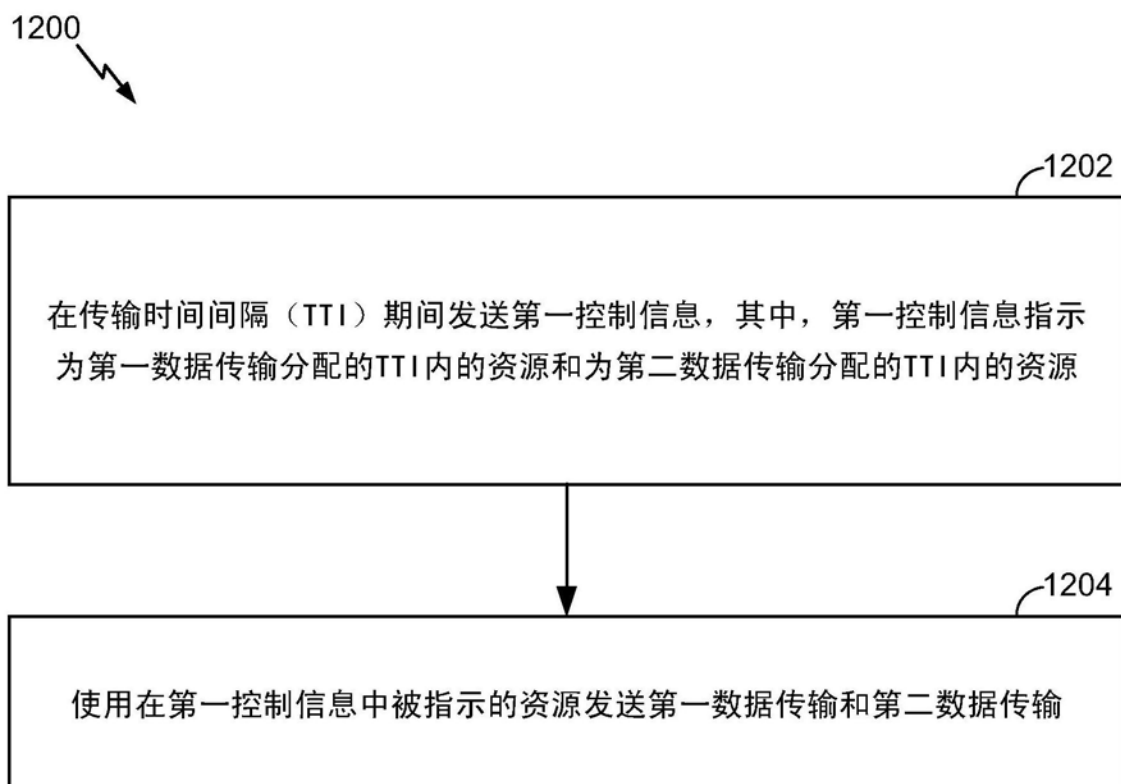 1200
1202
在传输时间间隔（TTI）期间发送第一控制信息，其中，第一控制信息指示
为第一数据传输分配的TTI内的资源和为第二数据传输分配的TTI内的资源
1204
使用在第一控制信息中被指示的资源发送第一数据传输和第二数据传输